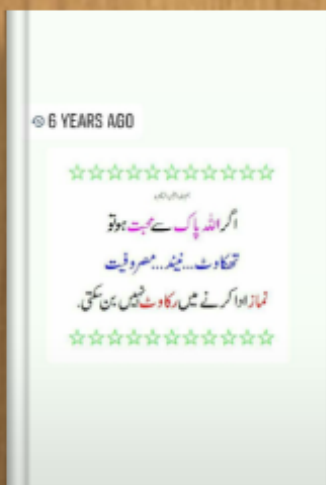 6 YEARS AGO
اگر اللہ پاک سے محبت ہو تو
تھکاوٹ...نیند...مصروفیت
نماز ادا کرنے میں رکاوٹ نہیں بن سکتی.